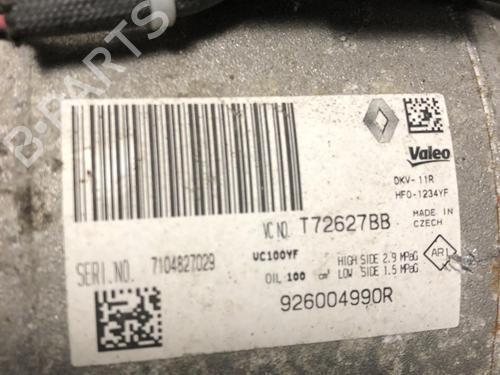 B-PARTS
Valeo
DKV-11R
HFO-1234YF
VC NO. T72627BB
MADE IN
CZECH
SERI.NO. 7104827029
VC100YF
OIL 100 cm³
HIGH SIDE 2.9 MPaG
LOW SIDE 1.5 MPaG
926004990R